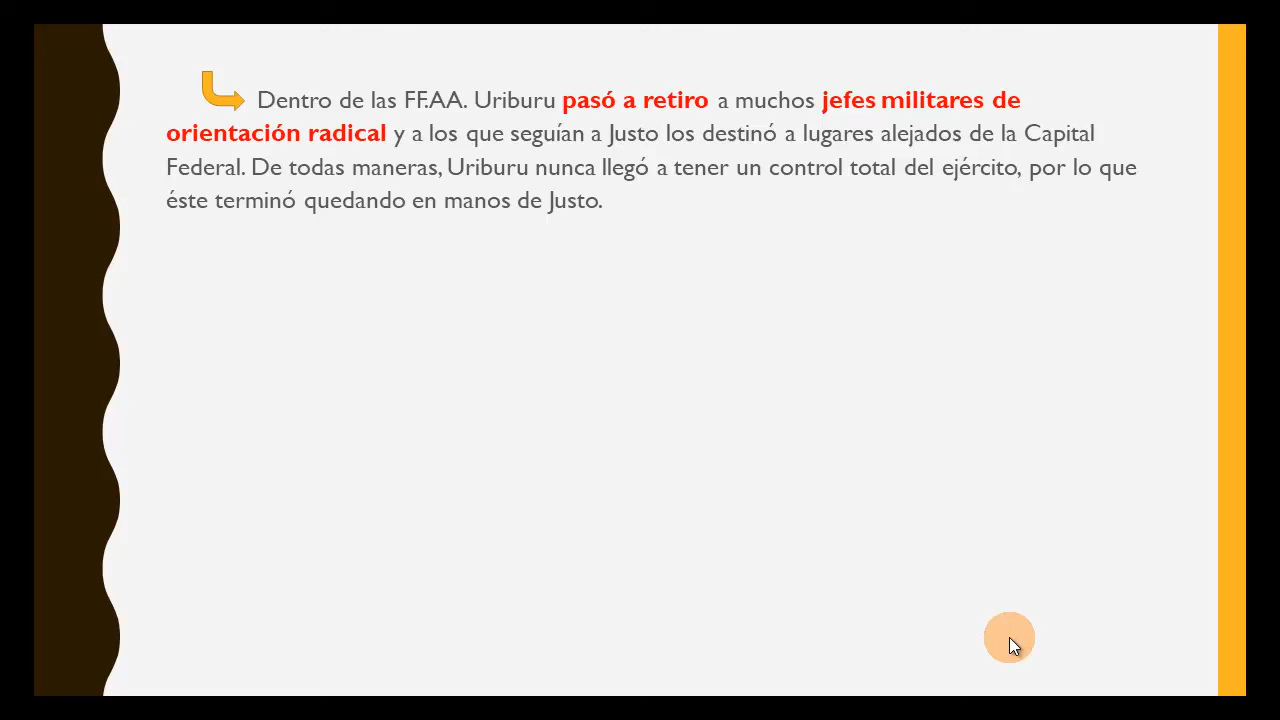 Dentro de las FF.AA. Uriburu pasó a retiro a muchos jefes militares de
orientación radical y a los que seguían a Justo los destinó a lugares alejados de la Capital
Federal. De todas maneras, Uriburu nunca llegó a tener un control total del ejército, por lo que
éste terminó quedando en manos de Justo.